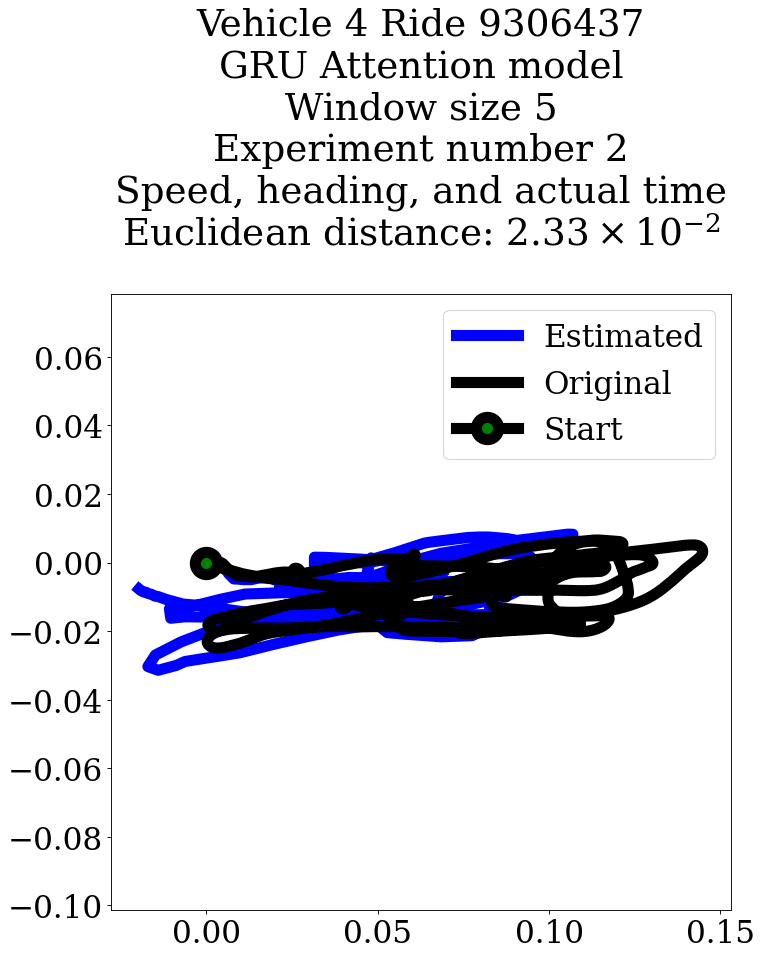 Vehicle 4 Ride 9306437
GRU Attention model
Window size 5
Experiment number 2
Speed, heading, and actual time
Euclidean distance: 2.33 × 10⁻²
Estimated
Original
Start
0.06
0.04
0.02
0.00
−0.02
−0.04
−0.06
−0.08
−0.10
0.00 0.05 0.10 0.15